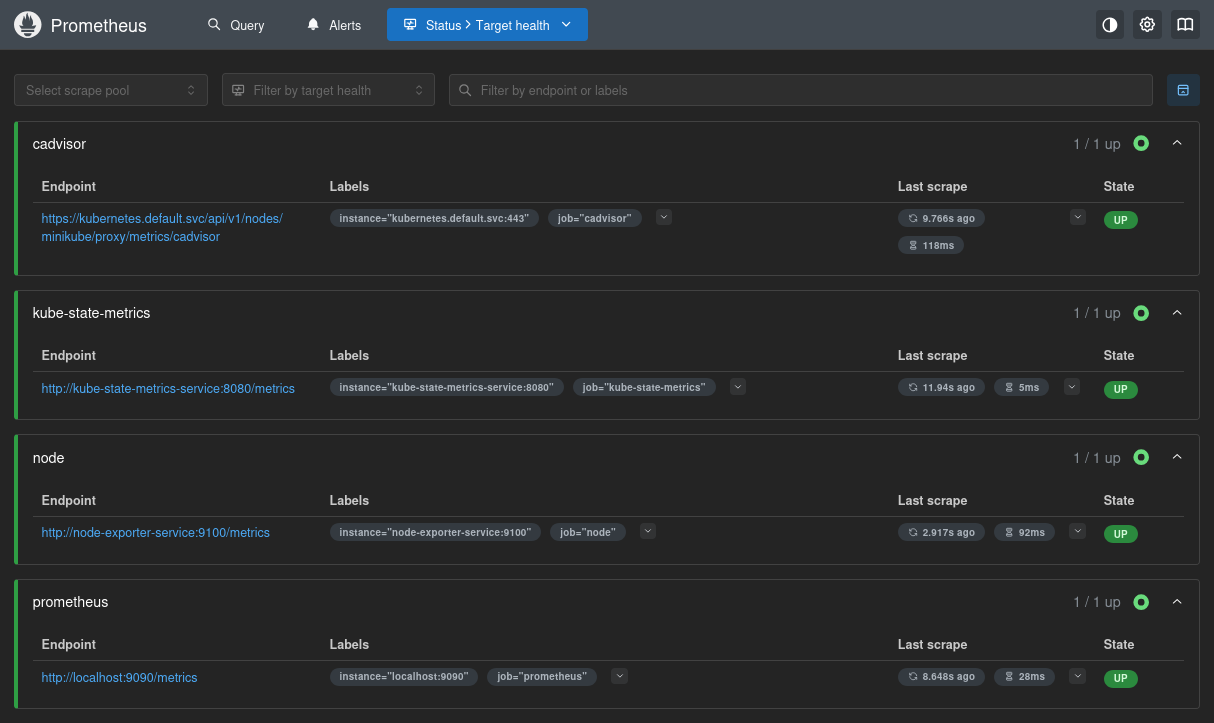 Prometheus Query Alerts Status > Target health
Select scrape pool Filter by target health Filter by endpoint or labels
cadvisor 1 / 1 up
Endpoint Labels Last scrape State
https://kubernetes.default.svc/api/v1/nodes/ instance="kubernetes.default.svc:443" job="cadvisor" 9.766s ago UP
minikube/proxy/metrics/cadvisor 118ms
kube-state-metrics 1 / 1 up
Endpoint Labels Last scrape State
http://kube-state-metrics-service:8080/metrics instance="kube-state-metrics-service:8080" job="kube-state-metrics" 11.94s ago 5ms UP
node 1 / 1 up
Endpoint Labels Last scrape State
http://node-exporter-service:9100/metrics instance="node-exporter-service:9100" job="node" 2.917s ago 92ms UP
prometheus 1 / 1 up
Endpoint Labels Last scrape State
http://localhost:9090/metrics instance="localhost:9090" job="prometheus" 8.648s ago 28ms UP